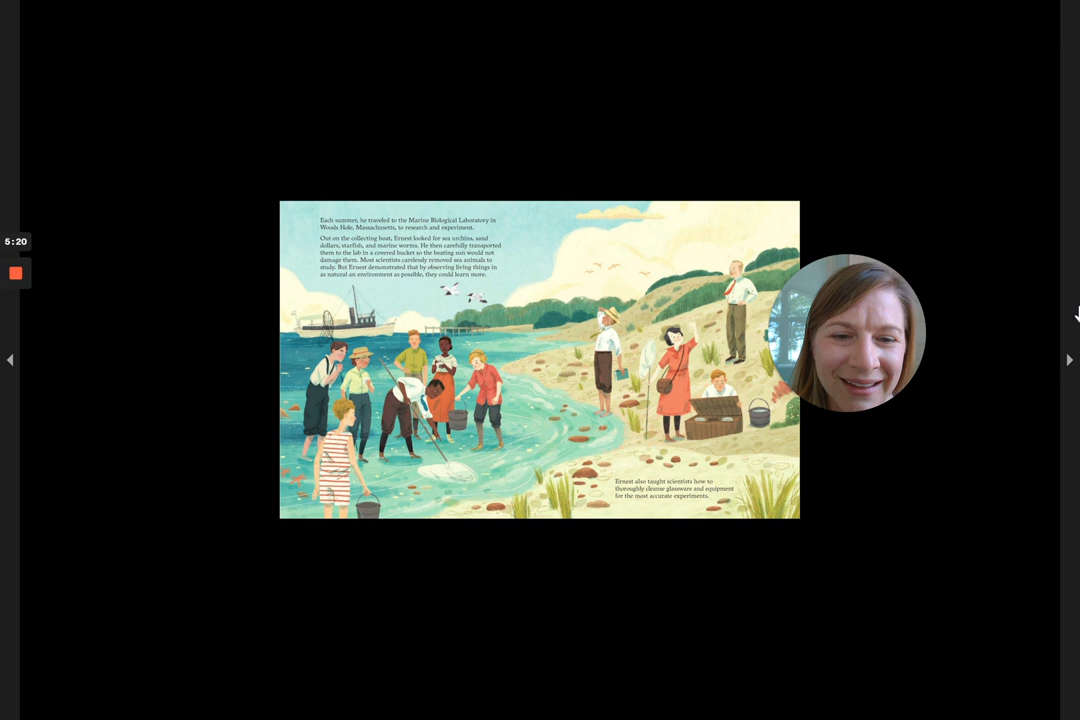 Each summer, he traveled to the Marine Biological Laboratory in
Woods Hole, Massachusetts, to research and experiment.
Out on the collecting boat, Ernest looked for sea urchins, sand
dollars, starfish, and marine worms. He then carefully transported
them to the lab in a covered bucket so the beating sun would not
damage them. Most scientists carelessly removed sea animals to
study. But Ernest demonstrated that by observing living things in
as natural an environment as possible, they could learn more.
5:20
Ernest also taught scientists how to
thoroughly cleanse glassware and equipment
for the most accurate experiments.